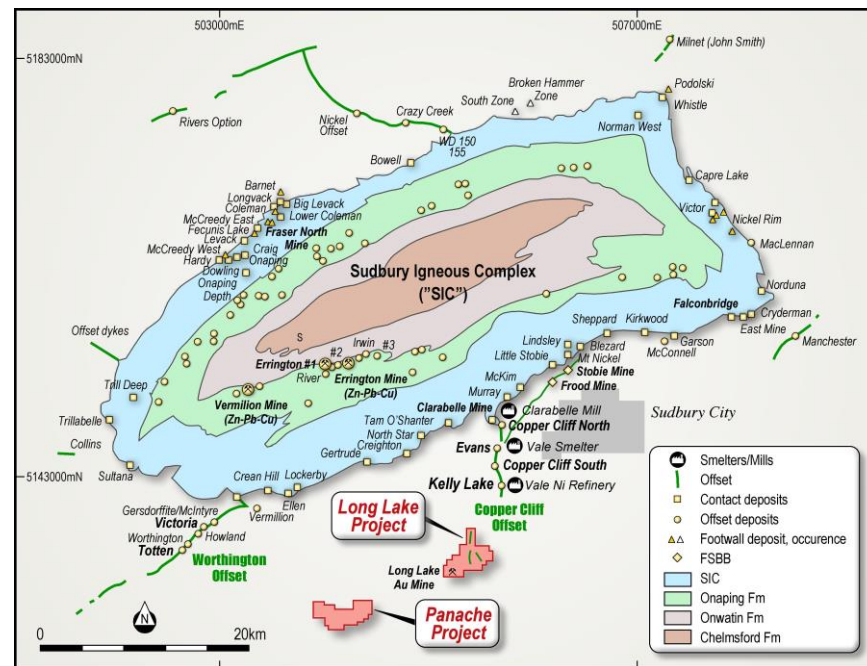 503000mE
507000mE
5183000mN
Milnet (John Smith)
Broken Hammer
Zone
South Zone
Podolski
Whistle
Rivers Option
Nickel
Offset
Crazy Creek
WD 150
155
Norman West
Bowell
Capre Lake
Barnet
Longvack
Coleman
Big Levack
Lower Coleman
McCreedy East
Fecunis Lake
Fraser North
Mine
Levack
McCreedy West
Hardy
Craig
Onaping
Dowling
Onaping
Depth
Victor
Nickel Rim
MacLennan
Sudbury Igneous Complex
("SIC")
Norduna
Falconbridge
Cryderman
East Mine
Manchester
Sheppard
Kirkwood
Garson
McConnell
Offset dykes
S
Errington #1
#2
Irwin
#3
River
Errington Mine
(Zn-Pb-Cu)
Lindsley
Blezard
Little Stobie
Mt Nickel
Stobie Mine
Frood Mine
McKim
Murray
Trill Deep
Vermilion Mine
(Zn-Pb-Cu)
Trillabelle
Tam O'Shanter
Clarabelle Mine
Clarabelle Mill
Sudbury City
Copper Cliff North
North Star
Creighton
Gertrude
Evans
Vale Smelter
Collins
Sultana
Copper Cliff South
5143000mN
Crean Hill
Lockerby
Kelly Lake
Vale Ni Refinery
Ellen
Vermillion
Gersdorffite/McIntyre
Victoria
Howland
Worthington
Totten
Worthington
Offset
Long Lake
Project
Copper Cliff
Offset
Long Lake
Au Mine
Panache
Project
N
0
20km
Smelters/Mills
Offset
Contact deposits
Offset deposits
Footwall deposit, occurence
FSBB
SIC
Onaping Fm
Onwatin Fm
Chelmsford Fm